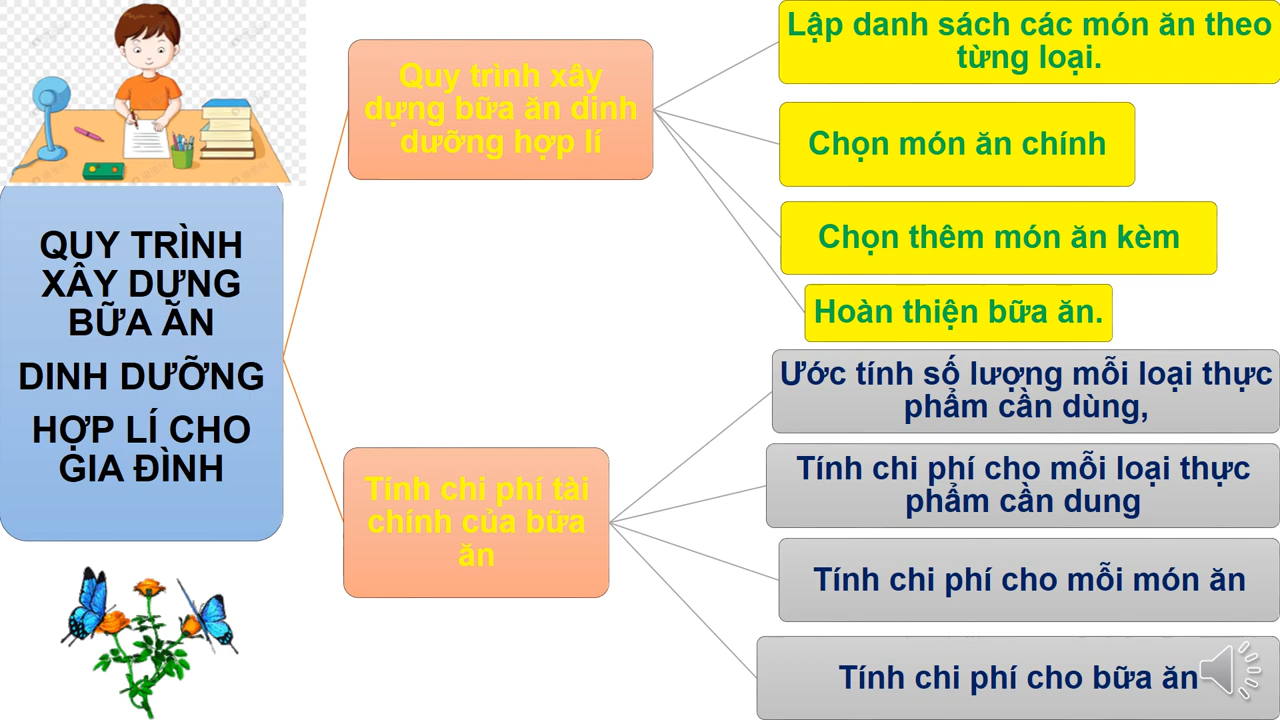 QUY TRÌNH
XÂY DỰNG
BỮA ĂN
DINH DƯỠNG
HỢP LÍ CHO
GIA ĐÌNH
Quy trình xây
dựng bữa ăn dinh
dưỡng hợp lí
Lập danh sách các món ăn theo
từng loại.
Chọn món ăn chính
Chọn thêm món ăn kèm
Hoàn thiện bữa ăn.
Tính chi phí tài
chính của bữa
ăn
Ước tính số lượng mỗi loại thực
phẩm cần dùng,
Tính chi phí cho mỗi loại thực
phẩm cần dung
Tính chi phí cho mỗi món ăn
Tính chi phí cho bữa ăn